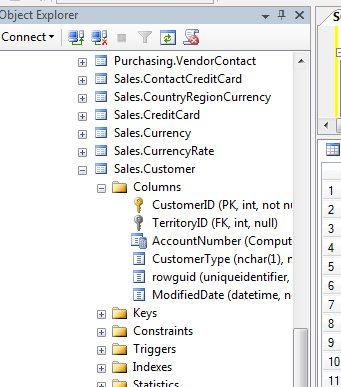 Object Explorer
Connect
Purchasing.VendorContact
Sales.ContactCreditCard
Sales.CountryRegionCurrency
Sales.CreditCard
Sales.Currency
Sales.CurrencyRate
Sales.Customer
Columns
CustomerID (PK, int, not nu
TerritoryID (FK, int, null)
AccountNumber (Comput
CustomerType (nchar(1), n
rowguid (uniqueidentifier,
ModifiedDate (datetime, n
Keys
Constraints
Triggers
Indexes
Statistics
1
2
3
4
5
6
7
8
9
10
11